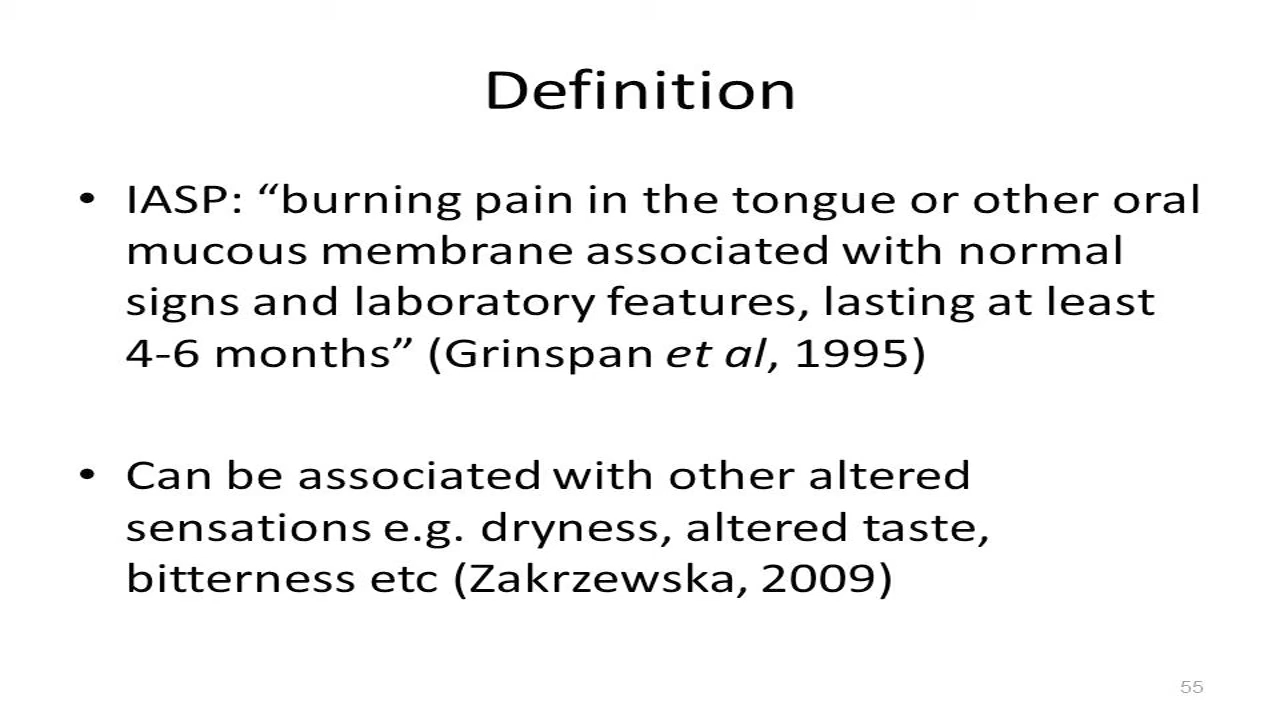 Definition
• IASP: “burning pain in the tongue or other oral
mucous membrane associated with normal
signs and laboratory features, lasting at least
4-6 months” (Grinspan et al, 1995)
• Can be associated with other altered
sensations e.g. dryness, altered taste,
bitterness etc (Zakrzewska, 2009)
55